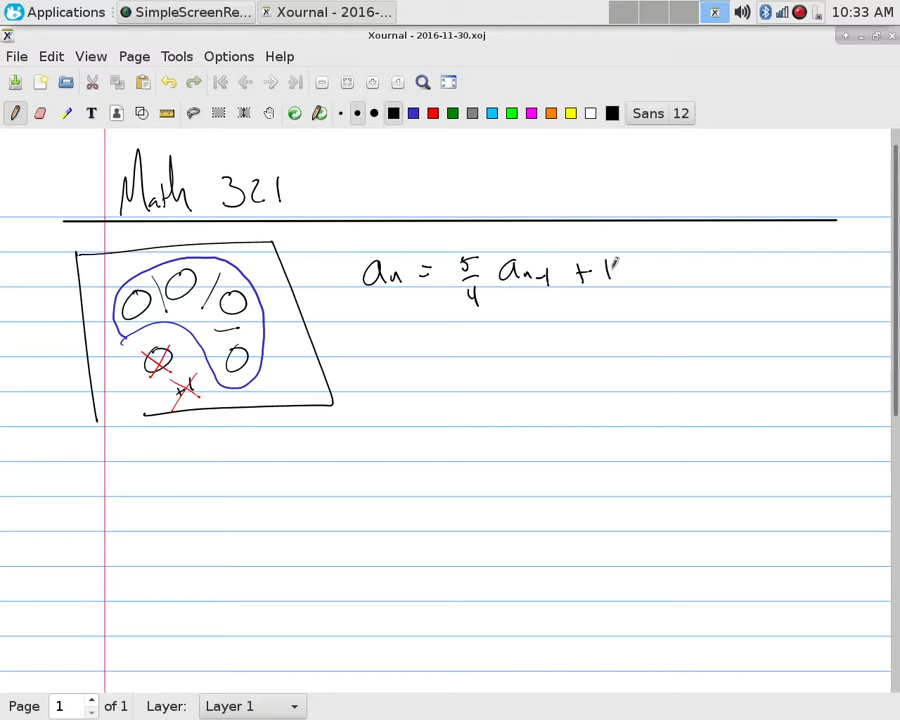 Applications SimpleScreenRe... Xournal - 2016-... 10:33 AM
Xournal - 2016-11-30.xoj
File Edit View Page Tools Options Help
Sans 12
Math 321
aₙ = 5/4 aₙ₋₁ + 1
+1
Page 1 of 1 Layer: Layer 1